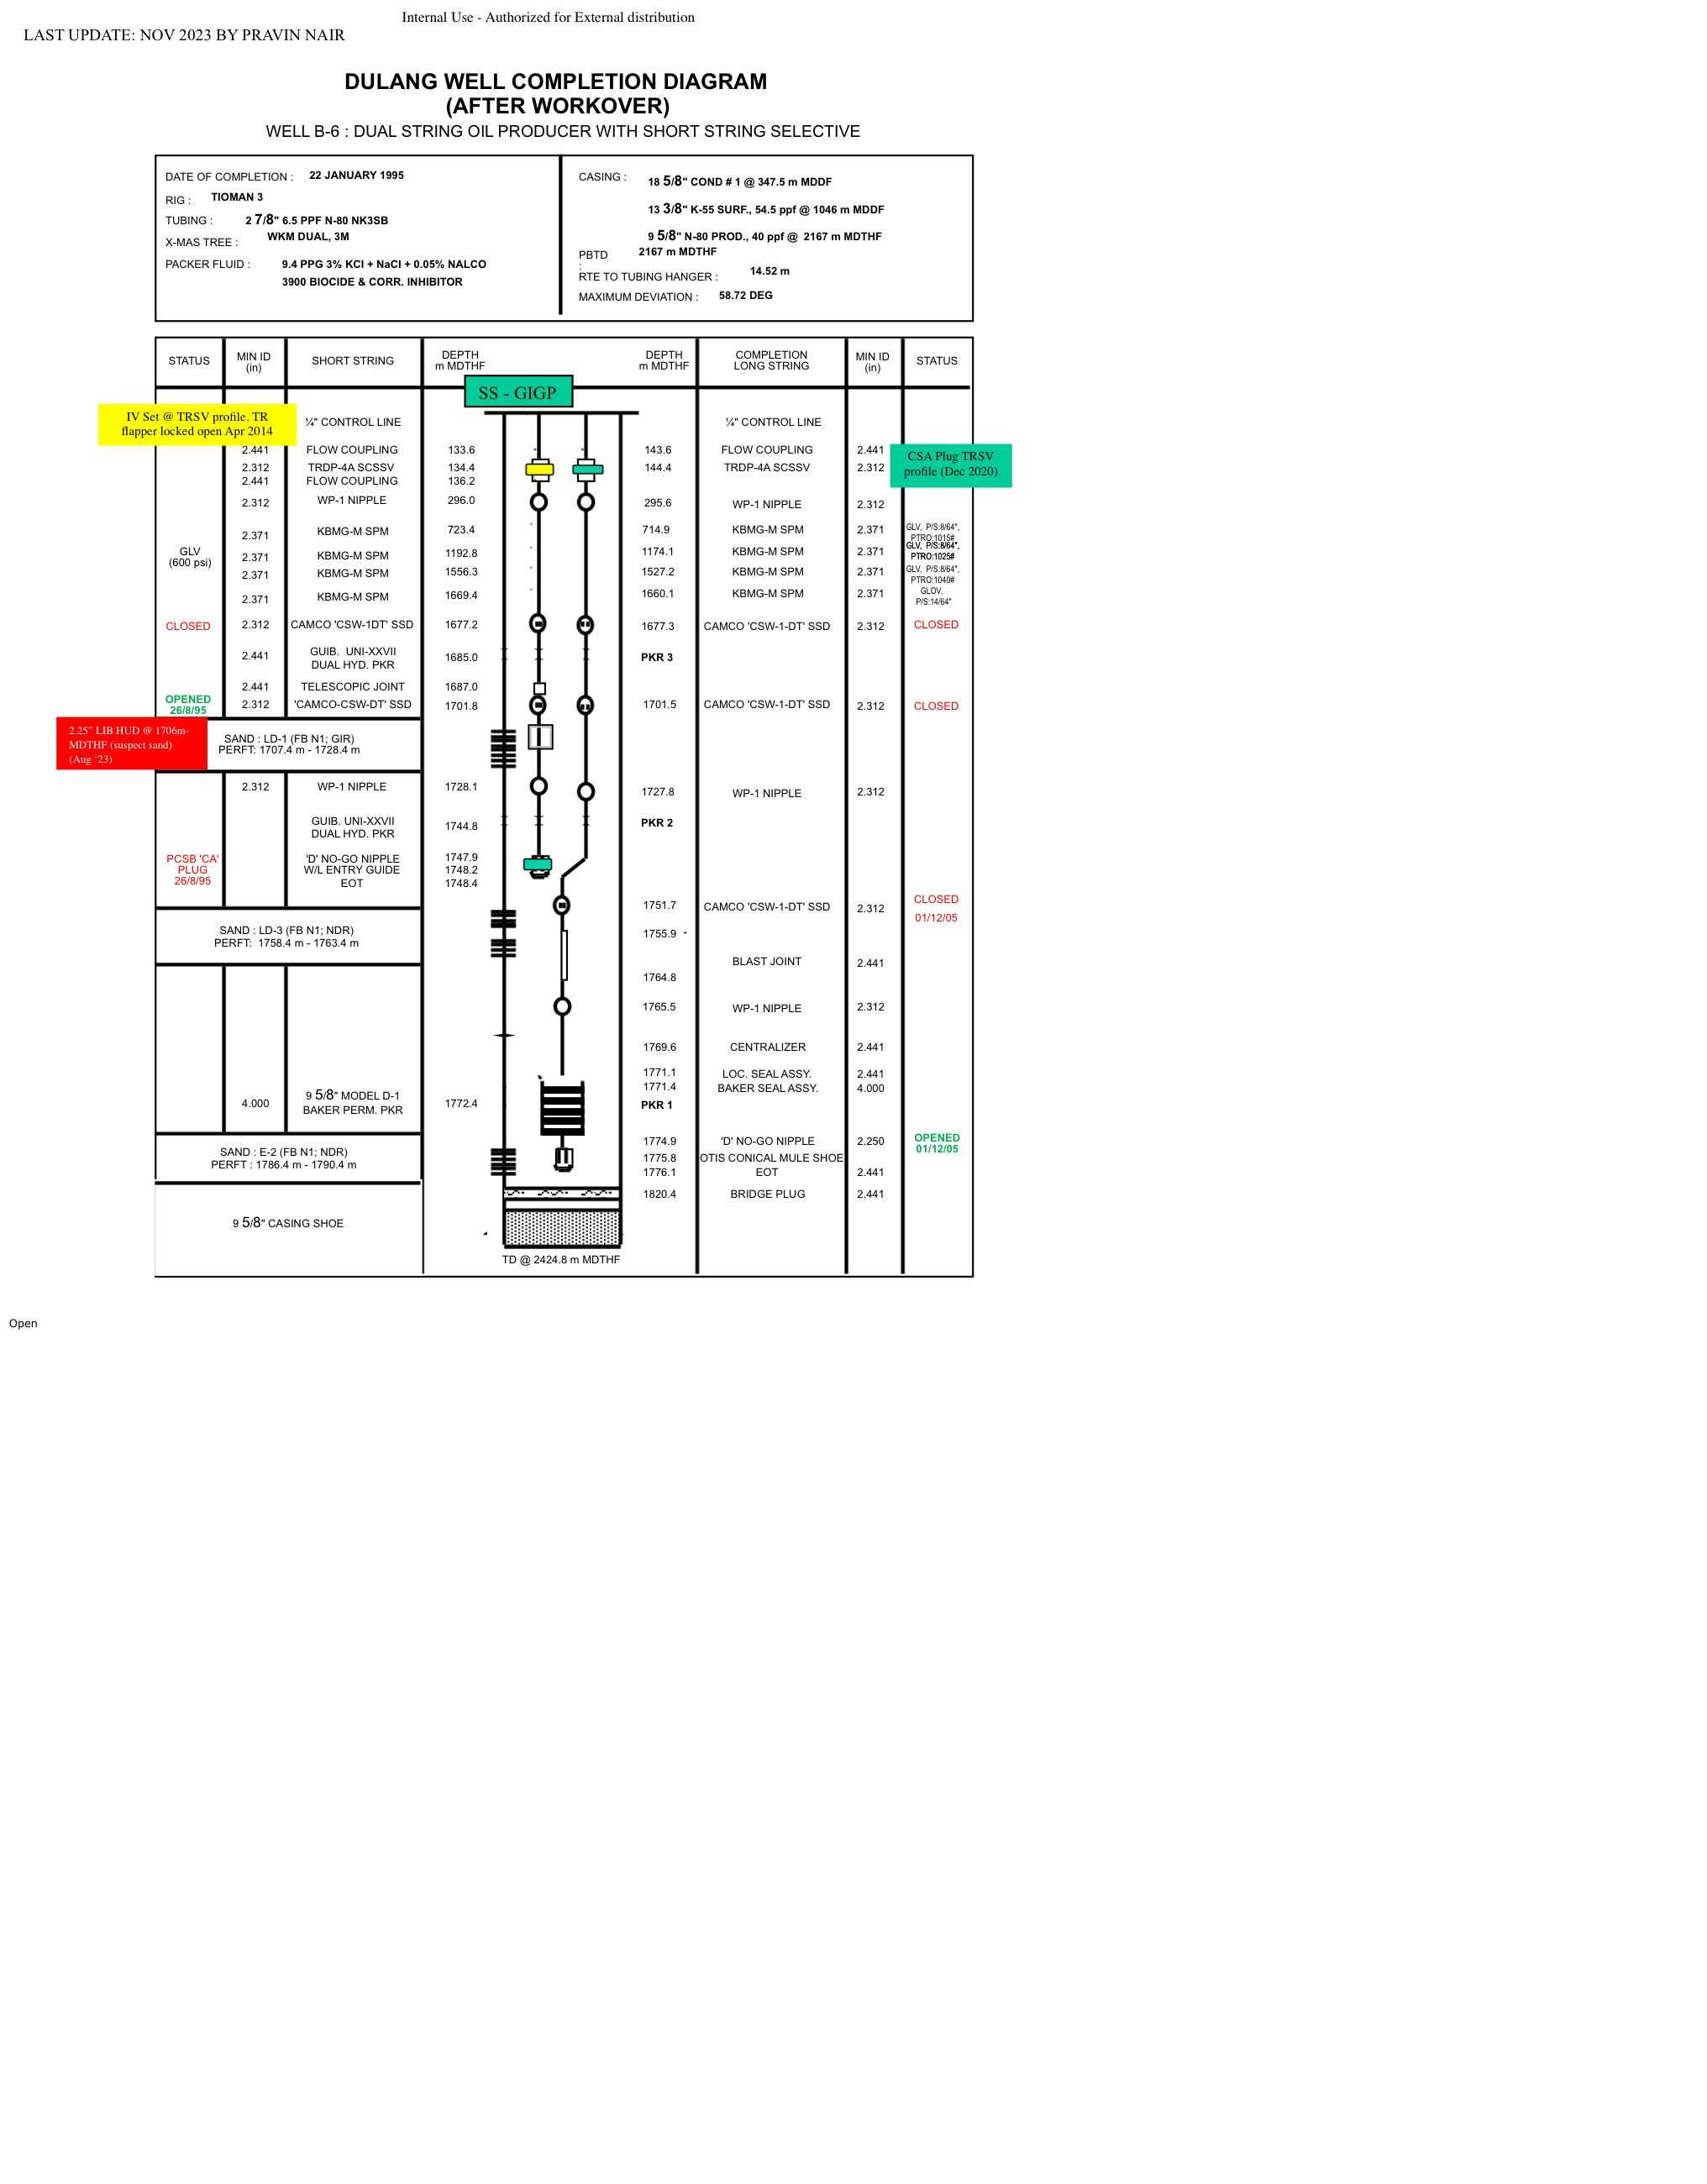 Internal Use - Authorized for External distribution
LAST UPDATE: NOV 2023 BY PRAVIN NAIR
DULANG WELL COMPLETION DIAGRAM
(AFTER WORKOVER)
WELL B-6 : DUAL STRING OIL PRODUCER WITH SHORT STRING SELECTIVE
DATE OF COMPLETION : 22 JANUARY 1995
RIG : TIOMAN 3
TUBING : 2 7/8" 6.5 PPF N-80 NK3SB
X-MAS TREE : WKM DUAL, 3M
PACKER FLUID : 9.4 PPG 3% KCI + NaCI + 0.05% NALCO
3900 BIOCIDE & CORR. INHIBITOR
CASING : 18 5/8" COND # 1 @ 347.5 m MDDF
13 3/8" K-55 SURF., 54.5 ppf @ 1046 m MDDF
9 5/8" N-80 PROD., 40 ppf @ 2167 m MDTHF
PBTD : 2167 m MDTHF
RTE TO TUBING HANGER : 14.52 m
MAXIMUM DEVIATION : 58.72 DEG
STATUS MIN ID (in) SHORT STRING DEPTH m MDTHF DEPTH m MDTHF COMPLETION LONG STRING MIN ID (in) STATUS
SS - GIGP
IV Set @ TRSV profile. TR
flapper locked open Apr 2014
¼" CONTROL LINE ¼" CONTROL LINE
2.441 FLOW COUPLING 133.6 143.6 FLOW COUPLING 2.441
2.312 TRDP-4A SCSSV 134.4 144.4 TRDP-4A SCSSV 2.312
CSA Plug TRSV
profile (Dec 2020)
2.441 FLOW COUPLING 136.2
2.312 WP-1 NIPPLE 296.0 295.6 WP-1 NIPPLE 2.312
2.371 KBMG-M SPM 723.4 714.9 KBMG-M SPM 2.371 GLV, P/S:8/64", PTRO:1015#
GLV (600 psi) 2.371 KBMG-M SPM 1192.8 1174.1 KBMG-M SPM 2.371 GLV, P/S:8/64", PTRO:1025#
2.371 KBMG-M SPM 1556.3 1527.2 KBMG-M SPM 2.371 GLV, P/S:8/64", PTRO:1040#
2.371 KBMG-M SPM 1669.4 1660.1 KBMG-M SPM 2.371 GLOV, P/S:14/64"
CLOSED 2.312 CAMCO 'CSW-1DT' SSD 1677.2 1677.3 CAMCO 'CSW-1-DT' SSD 2.312 CLOSED
2.441 GUIB. UNI-XXVII DUAL HYD. PKR 1685.0 PKR 3
2.441 TELESCOPIC JOINT 1687.0
OPENED 26/8/95 2.312 'CAMCO-CSW-DT' SSD 1701.8 1701.5 CAMCO 'CSW-1-DT' SSD 2.312 CLOSED
2.25" LIB HUD @ 1706m-
MDTHF (suspect sand)
(Aug '23)
SAND : LD-1 (FB N1; GIR)
PERFT: 1707.4 m - 1728.4 m
2.312 WP-1 NIPPLE 1728.1 1727.8 WP-1 NIPPLE 2.312
GUIB. UNI-XXVII DUAL HYD. PKR 1744.8 PKR 2
PCSB 'CA' PLUG 26/8/95
'D' NO-GO NIPPLE 1747.9
W/L ENTRY GUIDE 1748.2
EOT 1748.4
1751.7 CAMCO 'CSW-1-DT' SSD 2.312 CLOSED 01/12/05
SAND : LD-3 (FB N1; NDR)
PERFT: 1758.4 m - 1763.4 m
1755.9
BLAST JOINT 2.441
1764.8
1765.5 WP-1 NIPPLE 2.312
1769.6 CENTRALIZER 2.441
1771.1 LOC. SEAL ASSY. 2.441
1771.4 BAKER SEAL ASSY. 4.000
4.000 9 5/8" MODEL D-1 BAKER PERM. PKR 1772.4 PKR 1
SAND : E-2 (FB N1; NDR)
PERFT : 1786.4 m - 1790.4 m
1774.9 'D' NO-GO NIPPLE 2.250 OPENED 01/12/05
1775.8 OTIS CONICAL MULE SHOE
1776.1 EOT 2.441
1820.4 BRIDGE PLUG 2.441
9 5/8" CASING SHOE
TD @ 2424.8 m MDTHF
Open